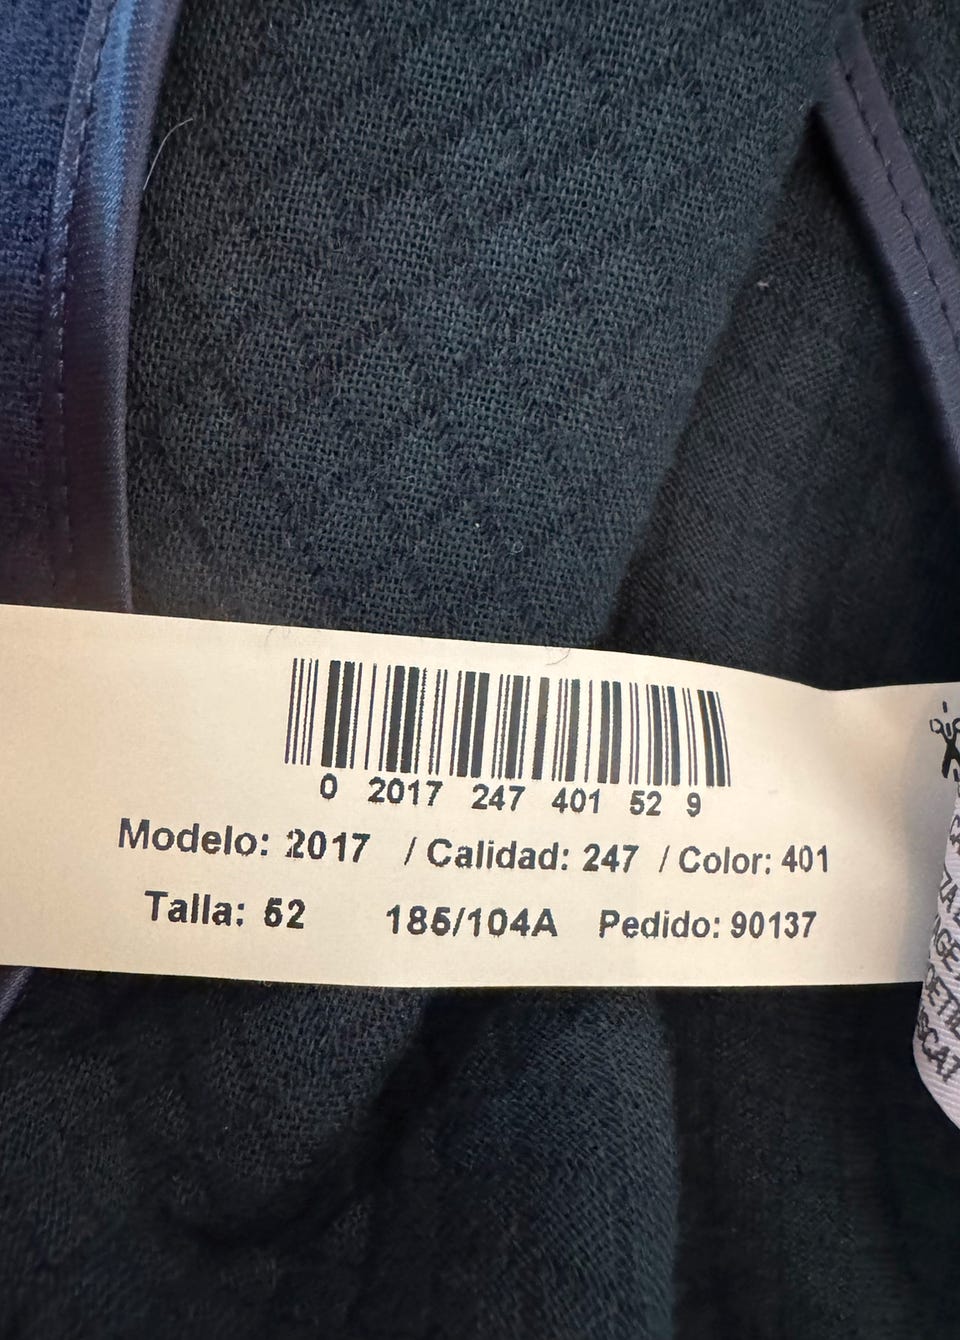 0 2017 247 401 52 9
Modelo: 2017 / Calidad: 247 / Color: 401
Talla: 52 185/104A Pedido: 90137